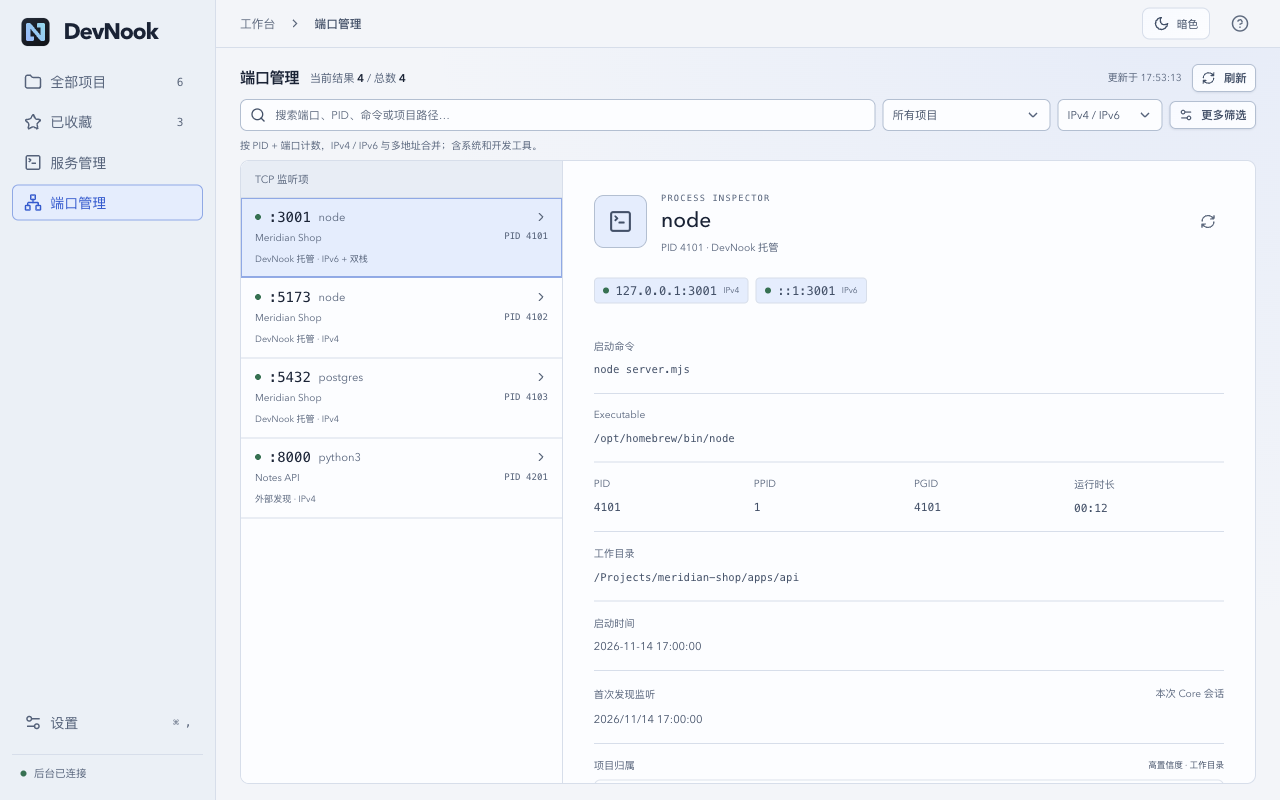 DevNook
全部项目 6
已收藏 3
服务管理
端口管理
设置 ⌘ ,
后台已连接
工作台 > 端口管理
暗色
端口管理 当前结果 4 / 总数 4
更新于 17:53:13
刷新
搜索端口、PID、命令或项目路径…
所有项目
IPv4 / IPv6
更多筛选
按 PID + 端口计数，IPv4 / IPv6 与多地址合并；含系统和开发工具。
TCP 监听项
:3001 node
Meridian Shop PID 4101
DevNook 托管 · IPv6 + 双栈
:5173 node
Meridian Shop PID 4102
DevNook 托管 · IPv4
:5432 postgres
Meridian Shop PID 4103
DevNook 托管 · IPv4
:8000 python3
Notes API PID 4201
外部发现 · IPv4
PROCESS INSPECTOR
node
PID 4101 · DevNook 托管
127.0.0.1:3001 IPv4
::1:3001 IPv6
启动命令
node server.mjs
Executable
/opt/homebrew/bin/node
PID PPID PGID 运行时长
4101 1 4101 00:12
工作目录
/Projects/meridian-shop/apps/api
启动时间
2026-11-14 17:00:00
首次发现监听 本次 Core 会话
2026/11/14 17:00:00
项目归属 高置信度 · 工作目录